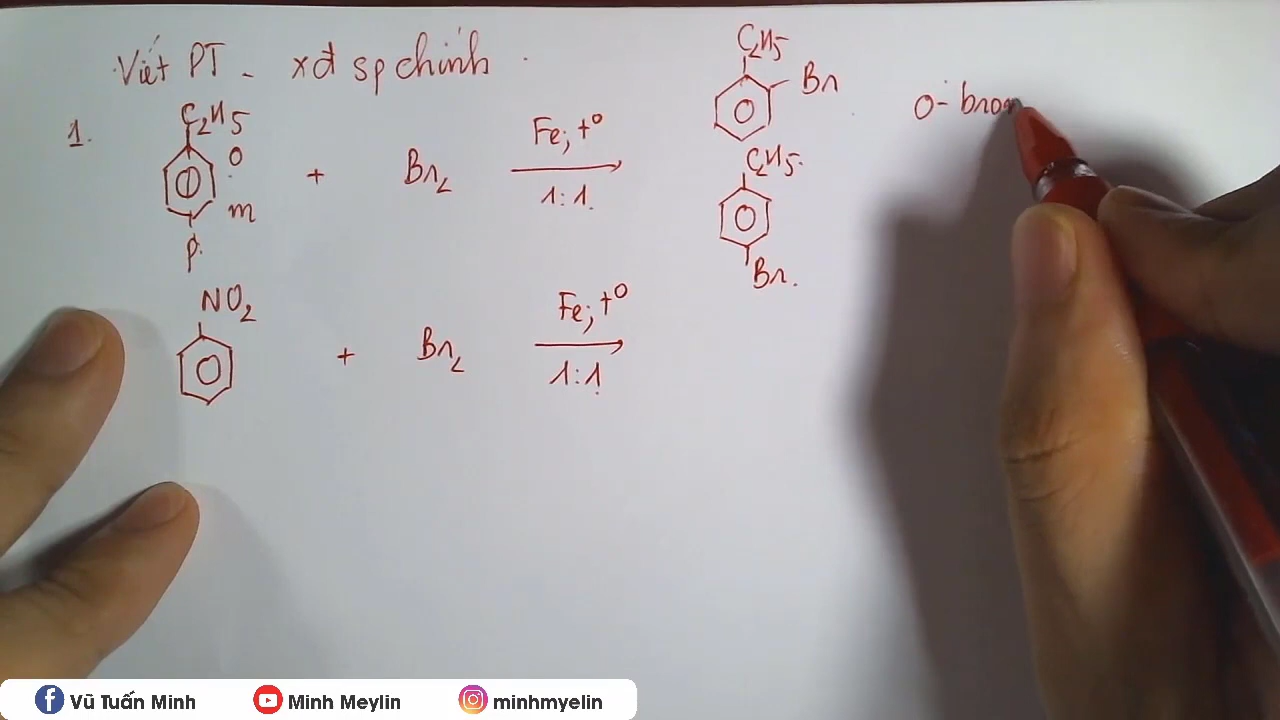 Viết PT - xđ sp chính.
1. C2H5 o m p. + Br2 Fe; t° 1:1.
C2H5 Br
o- brom
C2H5.
Br.
NO2 + Br2 Fe; t° 1:1.
Vũ Tuấn Minh Minh Meylin minhmyelin